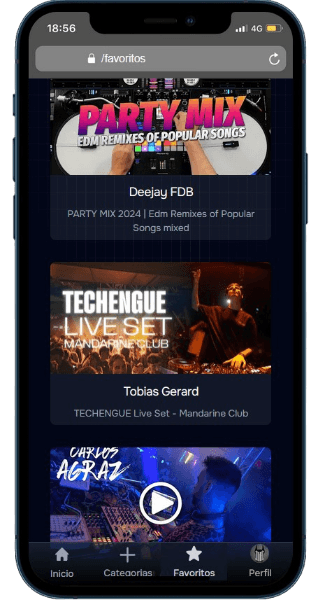 18:56
4G
/favoritos
PARTY MIX
EDM REMIXES OF POPULAR SONGS
Deejay FDB
PARTY MIX 2024 | Edm Remixes of Popular
Songs mixed
TECHENGUE
LIVE SET
MANDARINE CLUB
Tobias Gerard
TECHENGUE Live Set - Mandarine Club
CARLOS
AGRAZ
Inicio
Categorias
Favoritos
Perfil